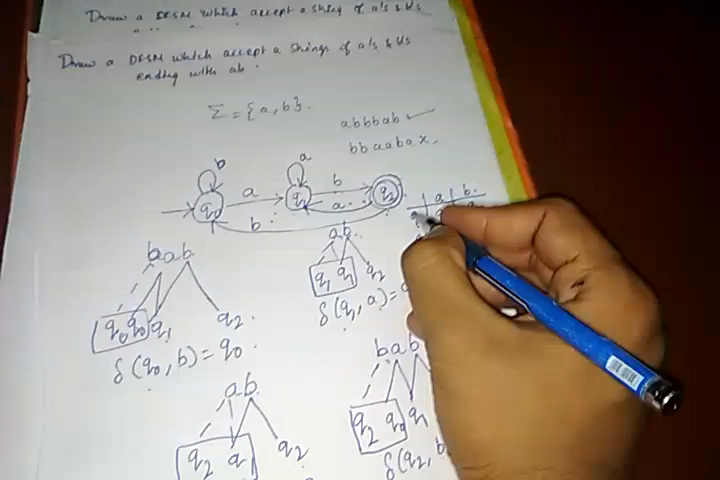 Draw a DFSM which accept a string of a's & b's
Draw a DFSM which accept a strings of a's & b's
ending with ab.
Σ = {a, b}.
abbbab ✓
bbaaba x.
b
a
q0
a
q1
b
a
q2
b
a b
bab
q0 q0 q1
q2
δ(q0, b) = q0
ab
q1 q1 q2
δ(q1, a) =
ab
q2 q1
q2
bab
q2 q0 q1
δ(q2, b